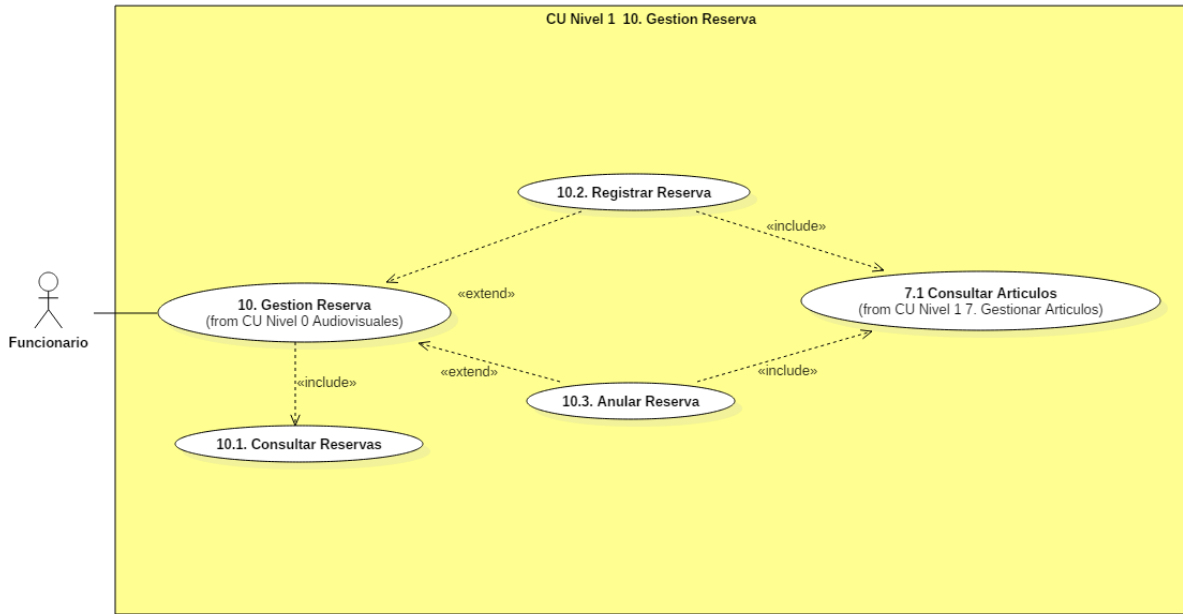 CU Nivel 1 10. Gestion Reserva
10.2. Registrar Reserva
«include»
«extend»
10. Gestion Reserva
(from CU Nivel 0 Audiovisuales)
7.1 Consultar Articulos
(from CU Nivel 1 7. Gestionar Articulos)
Funcionario
«extend»
«include»
«include»
10.3. Anular Reserva
10.1. Consultar Reservas